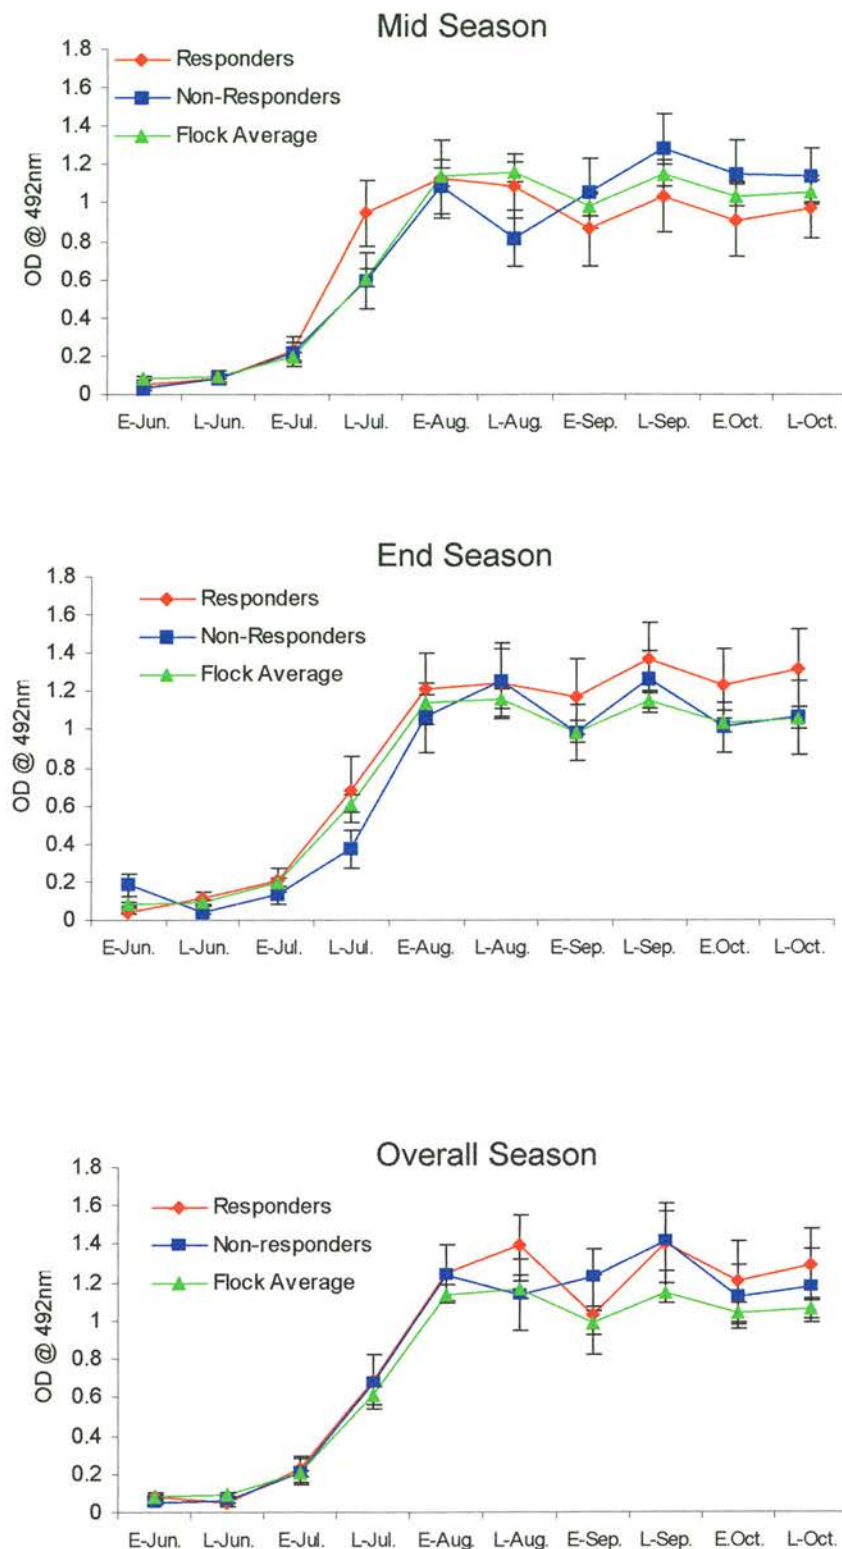 Mid Season
1.8
1.6
1.4
1.2
1
0.8
0.6
0.4
0.2
0
OD @ 492nm
Responders
Non-Responders
Flock Average
E-Jun. L-Jun. E-Jul. L-Jul. E-Aug. L-Aug. E-Sep. L-Sep. E.Oct. L-Oct.
End Season
1.8
1.6
1.4
1.2
1
0.8
0.6
0.4
0.2
0
OD @ 492nm
Responders
Non-Responders
Flock Average
E-Jun. L-Jun. E-Jul. L-Jul. E-Aug. L-Aug. E-Sep. L-Sep. E.Oct. L-Oct.
Overall Season
1.8
1.6
1.4
1.2
1
0.8
0.6
0.4
0.2
0
OD @ 492nm
Responders
Non-responders
Flock Average
E-Jun. L-Jun. E-Jul. L-Jul. E-Aug. L-Aug. E-Sep. L-Sep. E.Oct. L-Oct.